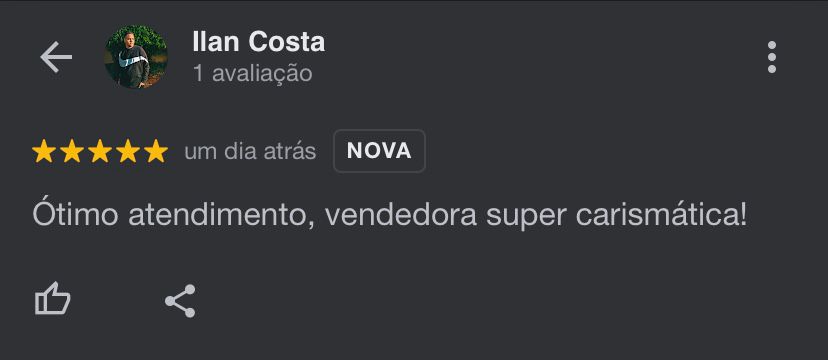 Ilan Costa
1 avaliação
um dia atrás NOVA
Ótimo atendimento, vendedora super carismática!